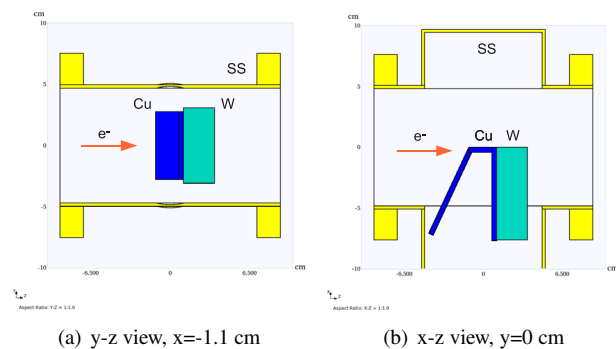 cm
10
5
0
-5
-10
-6.500
0
6.500
cm
SS
Cu
W
e-
Y
Z
Aspect Ratio: Y:Z = 1:1.0
(a) y-z view, x=-1.1 cm
cm
10
5
0
-5
-10
-6.500
0
6.500
cm
SS
Cu
W
e-
X
Z
Aspect Ratio: X:Z = 1:1.0
(b) x-z view, y=0 cm